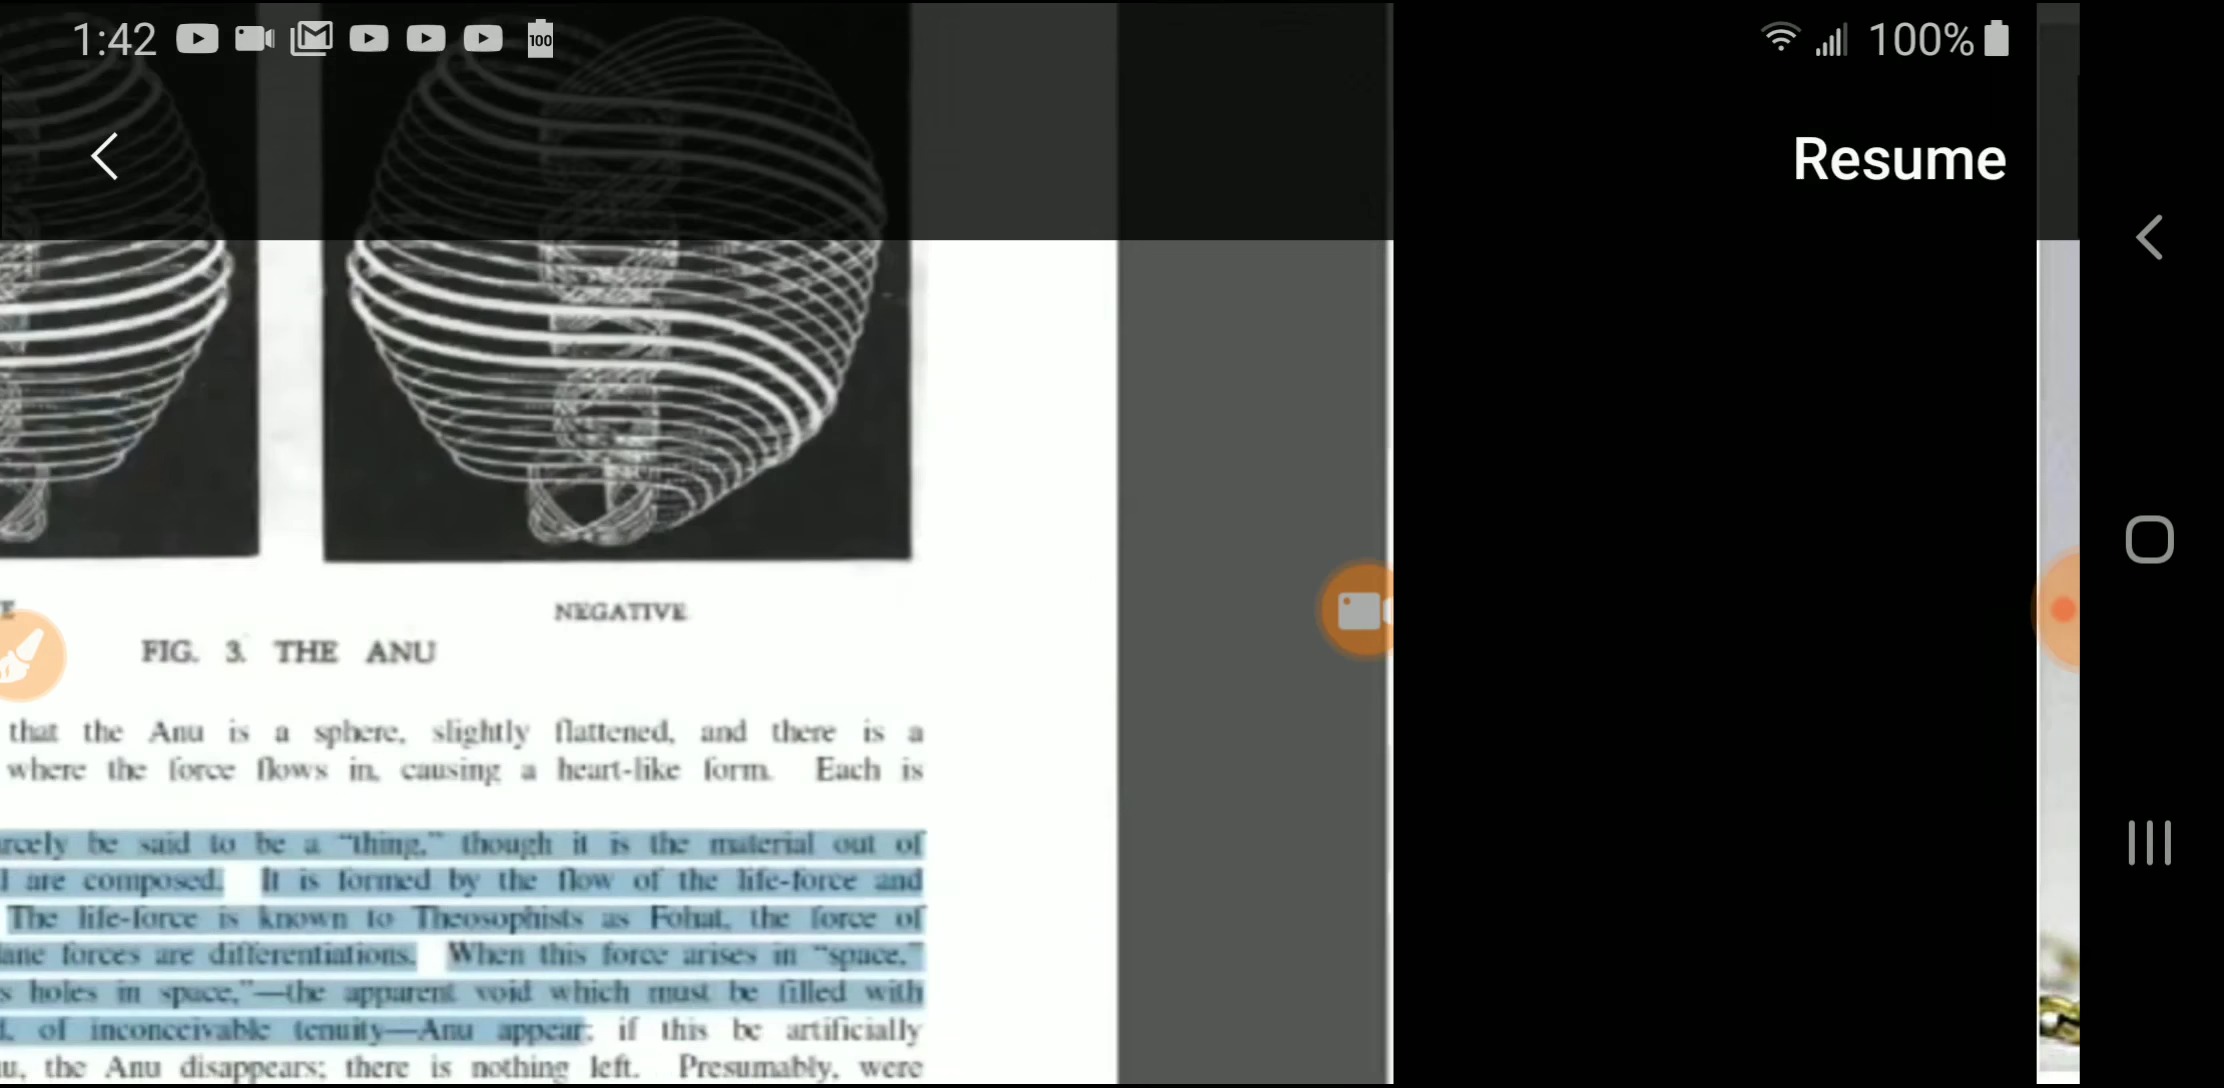 1:42
100
100%
Resume
NEGATIVE
FIG. 3. THE ANU
that the Anu is a sphere, slightly flattened, and there is a
where the force flows in, causing a heart-like form. Each is
be said to be a "thing," though it is the material out of
are composed. It is formed by the flow of the life-force and
The life-force is known to Theosophists as Fohat, the force of
forces are differentiations. When this force arises in "space,"
holes in space,"—the apparent void which must be filled with
of inconceivable tenuity—Anu appear; if this be artificially
the Anu disappears; there is nothing left. Presumably, were